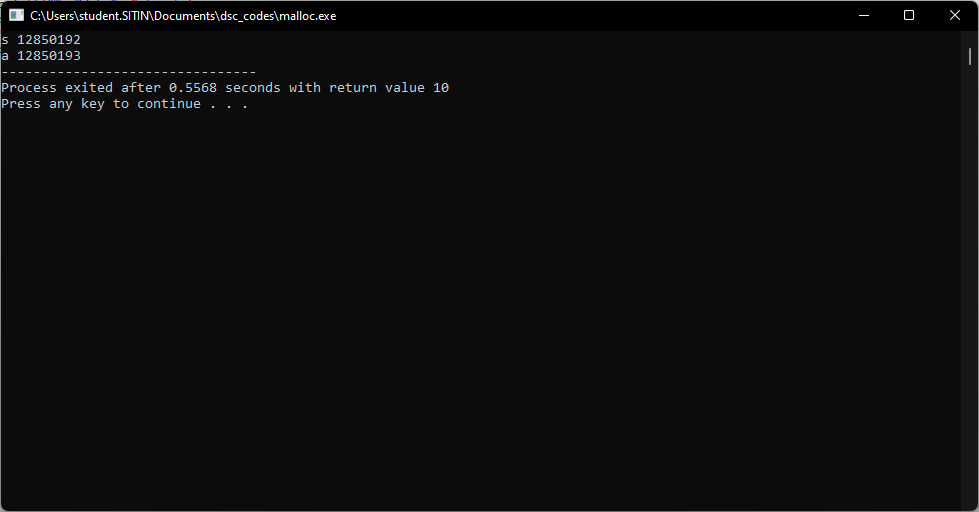 C:\Users\student.SITIN\Documents\dsc_codes\malloc.exe
s 12850192
a 12850193
--------------------------------
Process exited after 0.5568 seconds with return value 10
Press any key to continue . . .